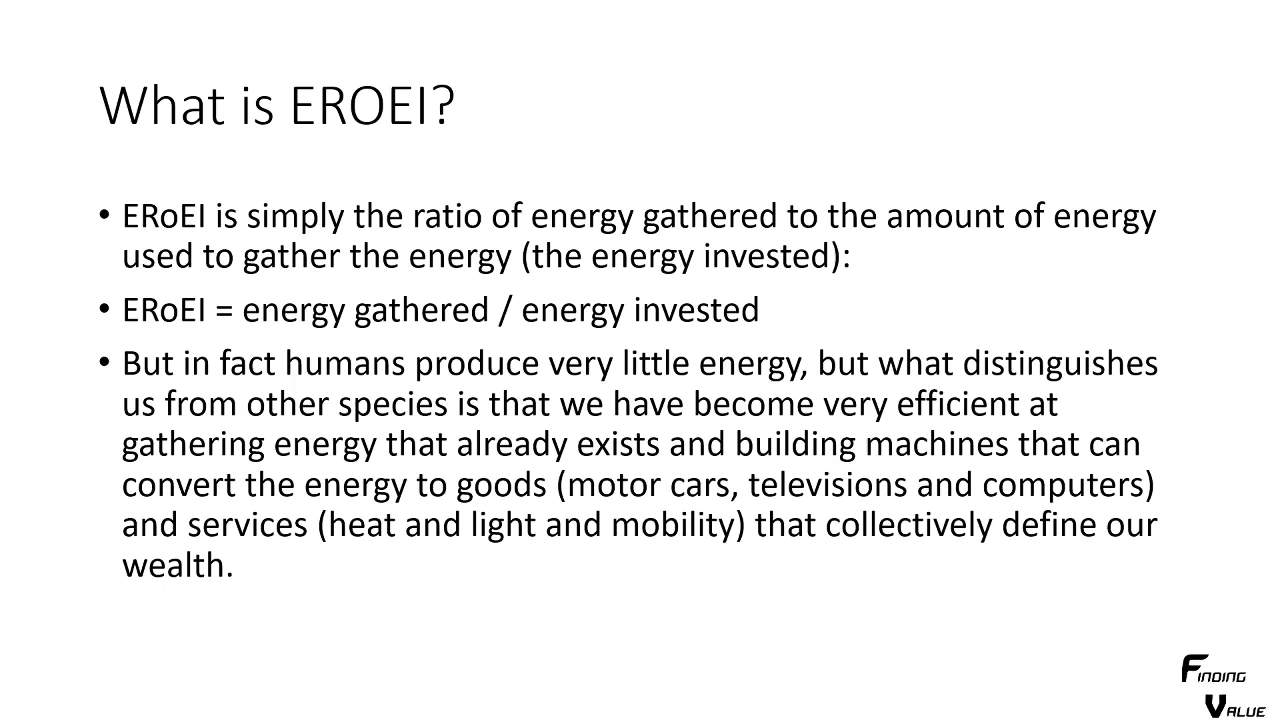 What is EROEI?
• ERoEI is simply the ratio of energy gathered to the amount of energy
used to gather the energy (the energy invested):
• ERoEI = energy gathered / energy invested
• But in fact humans produce very little energy, but what distinguishes
us from other species is that we have become very efficient at
gathering energy that already exists and building machines that can
convert the energy to goods (motor cars, televisions and computers)
and services (heat and light and mobility) that collectively define our
wealth.
Finding
Value